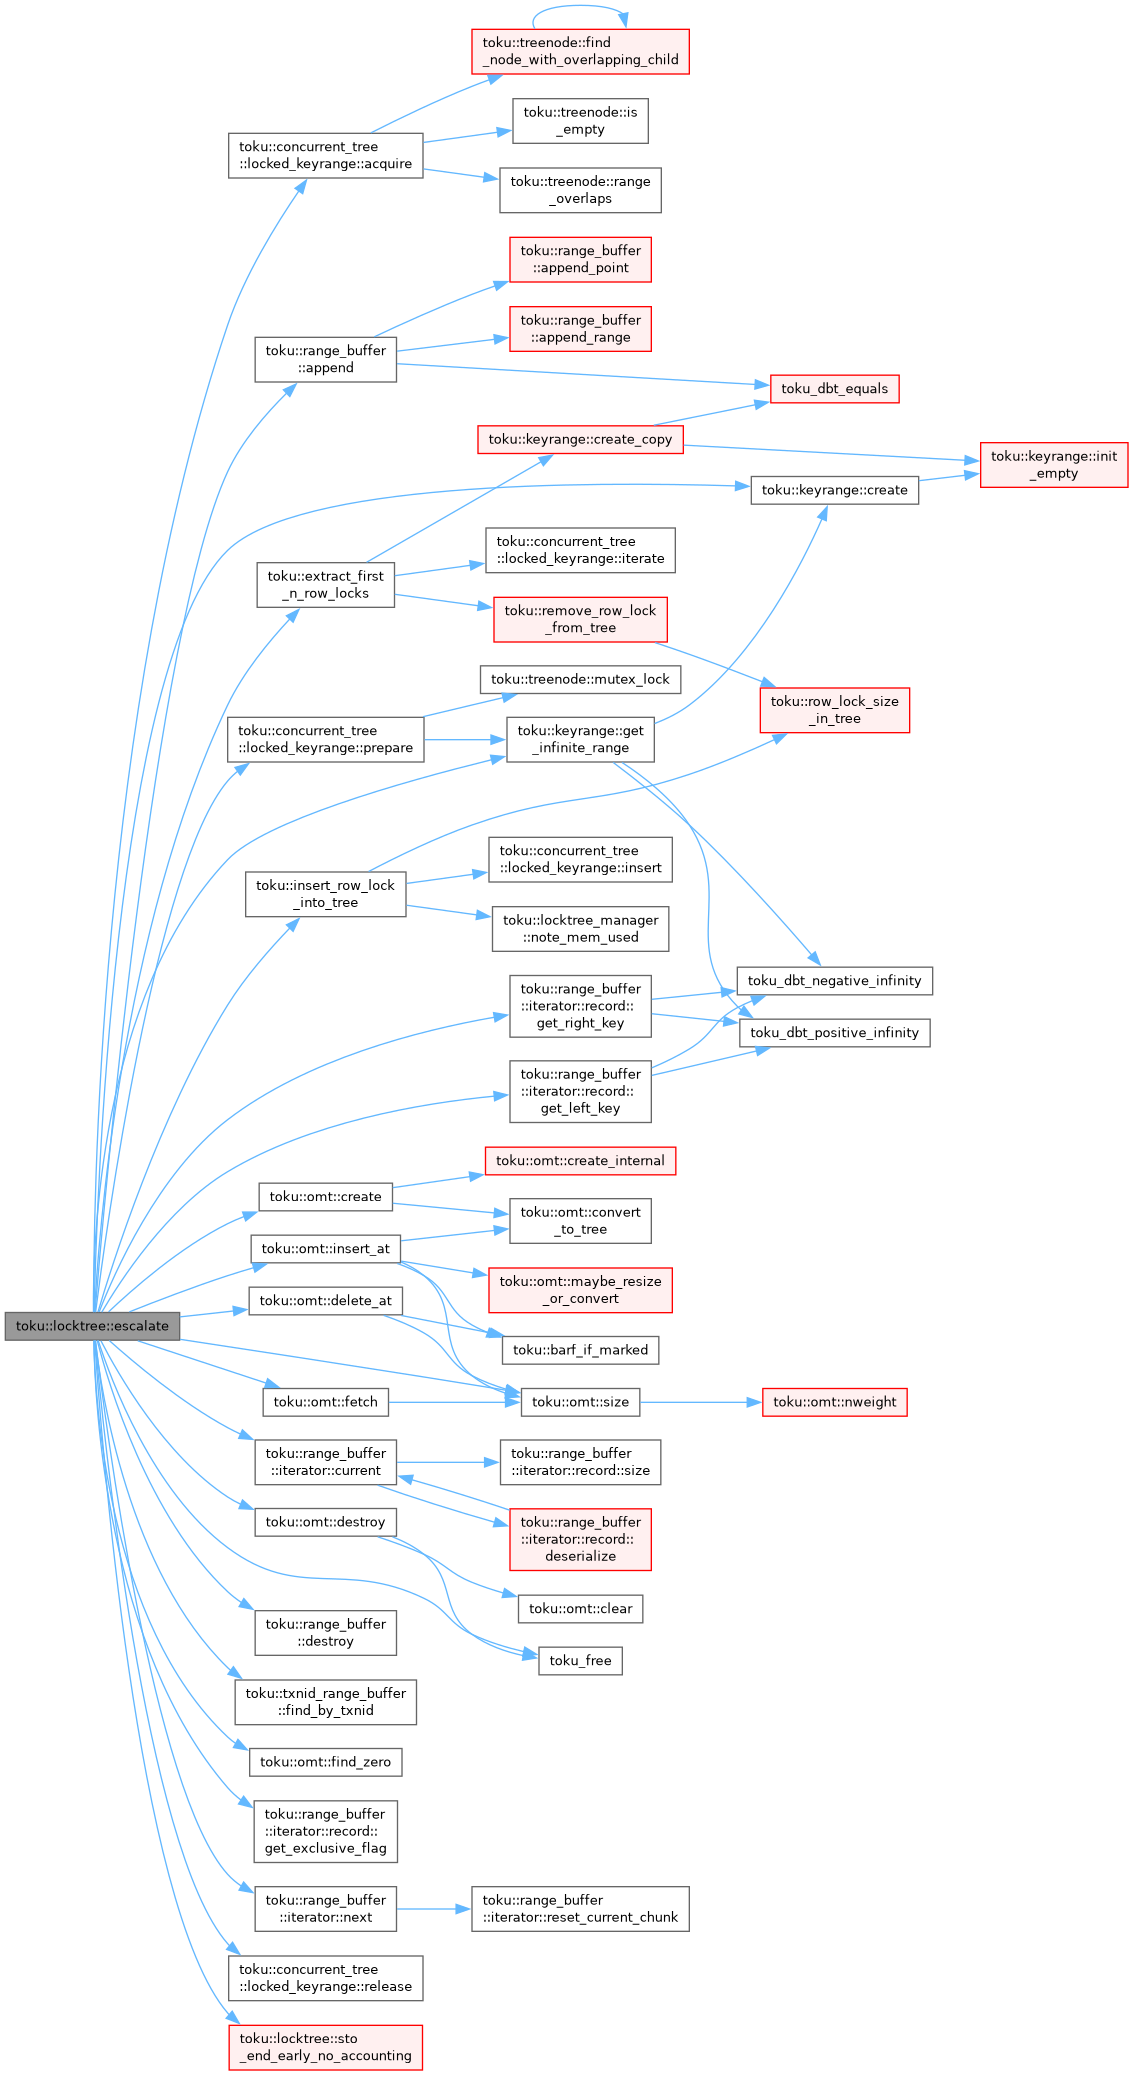 toku::treenode::find
_node_with_overlapping_child
toku::treenode::is
_empty
toku::concurrent_tree
::locked_keyrange::acquire
toku::treenode::range
_overlaps
toku::range_buffer
::append_point
toku::range_buffer
::append_range
toku::range_buffer
::append
toku_dbt_equals
toku::keyrange::create_copy
toku::keyrange::init
_empty
toku::keyrange::create
toku::concurrent_tree
::locked_keyrange::iterate
toku::extract_first
_n_row_locks
toku::remove_row_lock
_from_tree
toku::treenode::mutex_lock
toku::row_lock_size
_in_tree
toku::concurrent_tree
::locked_keyrange::prepare
toku::keyrange::get
_infinite_range
toku::concurrent_tree
::locked_keyrange::insert
toku::insert_row_lock
_into_tree
toku::locktree_manager
::note_mem_used
toku_dbt_negative_infinity
toku::range_buffer
::iterator::record::
get_right_key
toku_dbt_positive_infinity
toku::range_buffer
::iterator::record::
get_left_key
toku::omt::create_internal
toku::omt::create
toku::omt::convert
_to_tree
toku::omt::insert_at
toku::omt::maybe_resize
_or_convert
toku::omt::delete_at
toku::locktree::escalate
toku::barf_if_marked
toku::omt::fetch
toku::omt::size
toku::omt::nweight
toku::range_buffer
::iterator::current
toku::range_buffer
::iterator::record::size
toku::omt::destroy
toku::range_buffer
::iterator::record::
deserialize
toku::omt::clear
toku::range_buffer
::destroy
toku_free
toku::txnid_range_buffer
::find_by_txnid
toku::omt::find_zero
toku::range_buffer
::iterator::record::
get_exclusive_flag
toku::range_buffer
::iterator::next
toku::range_buffer
::iterator::reset_current_chunk
toku::concurrent_tree
::locked_keyrange::release
toku::locktree::sto
_end_early_no_accounting